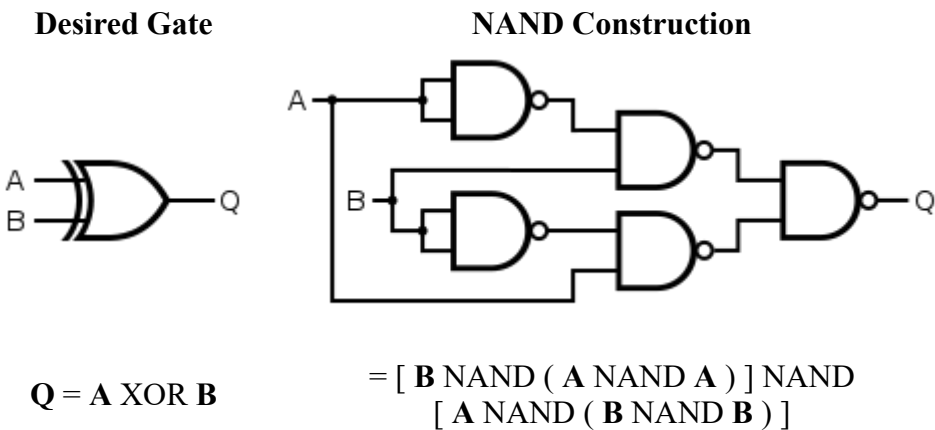 Desired Gate
NAND Construction
A
B
Q
A
B
Q
Q = A XOR B
= [ B NAND ( A NAND A ) ] NAND
[ A NAND ( B NAND B ) ]